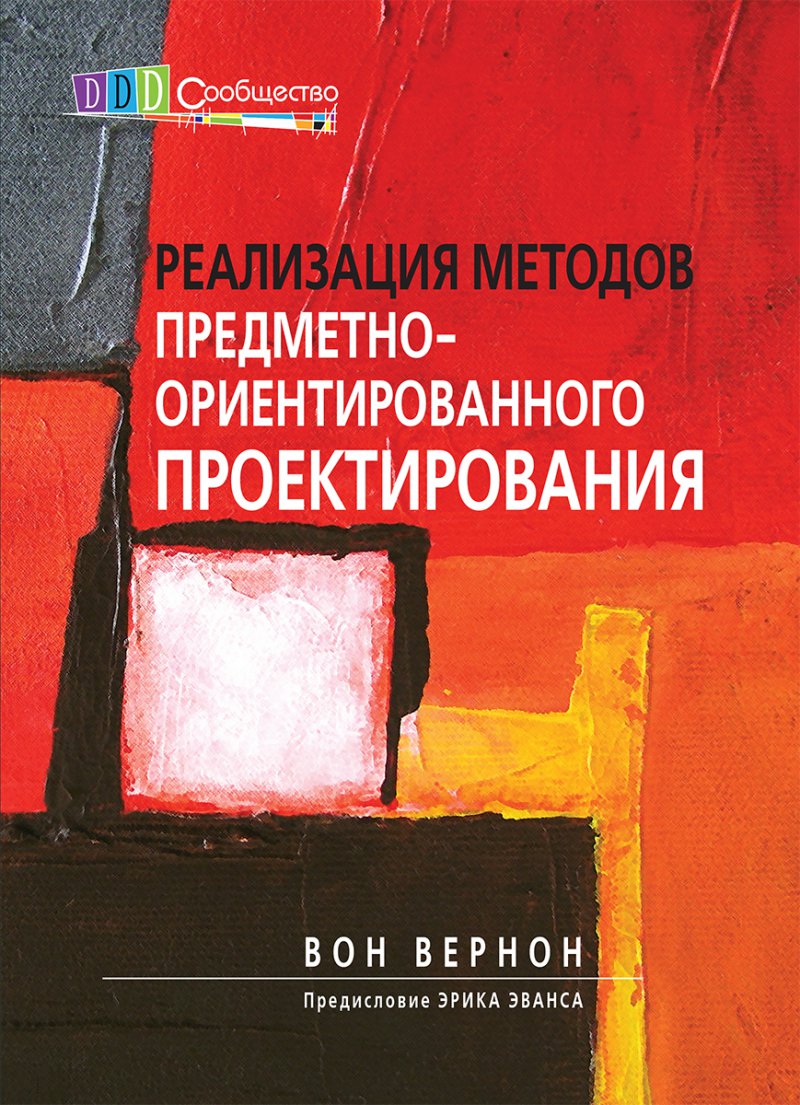 DDD Сообщество
РЕАЛИЗАЦИЯ МЕТОДОВ
ПРЕДМЕТНО-
ОРИЕНТИРОВАННОГО
ПРОЕКТИРОВАНИЯ
ВОН ВЕРНОН
Предисловие ЭРИКА ЭВАНСА